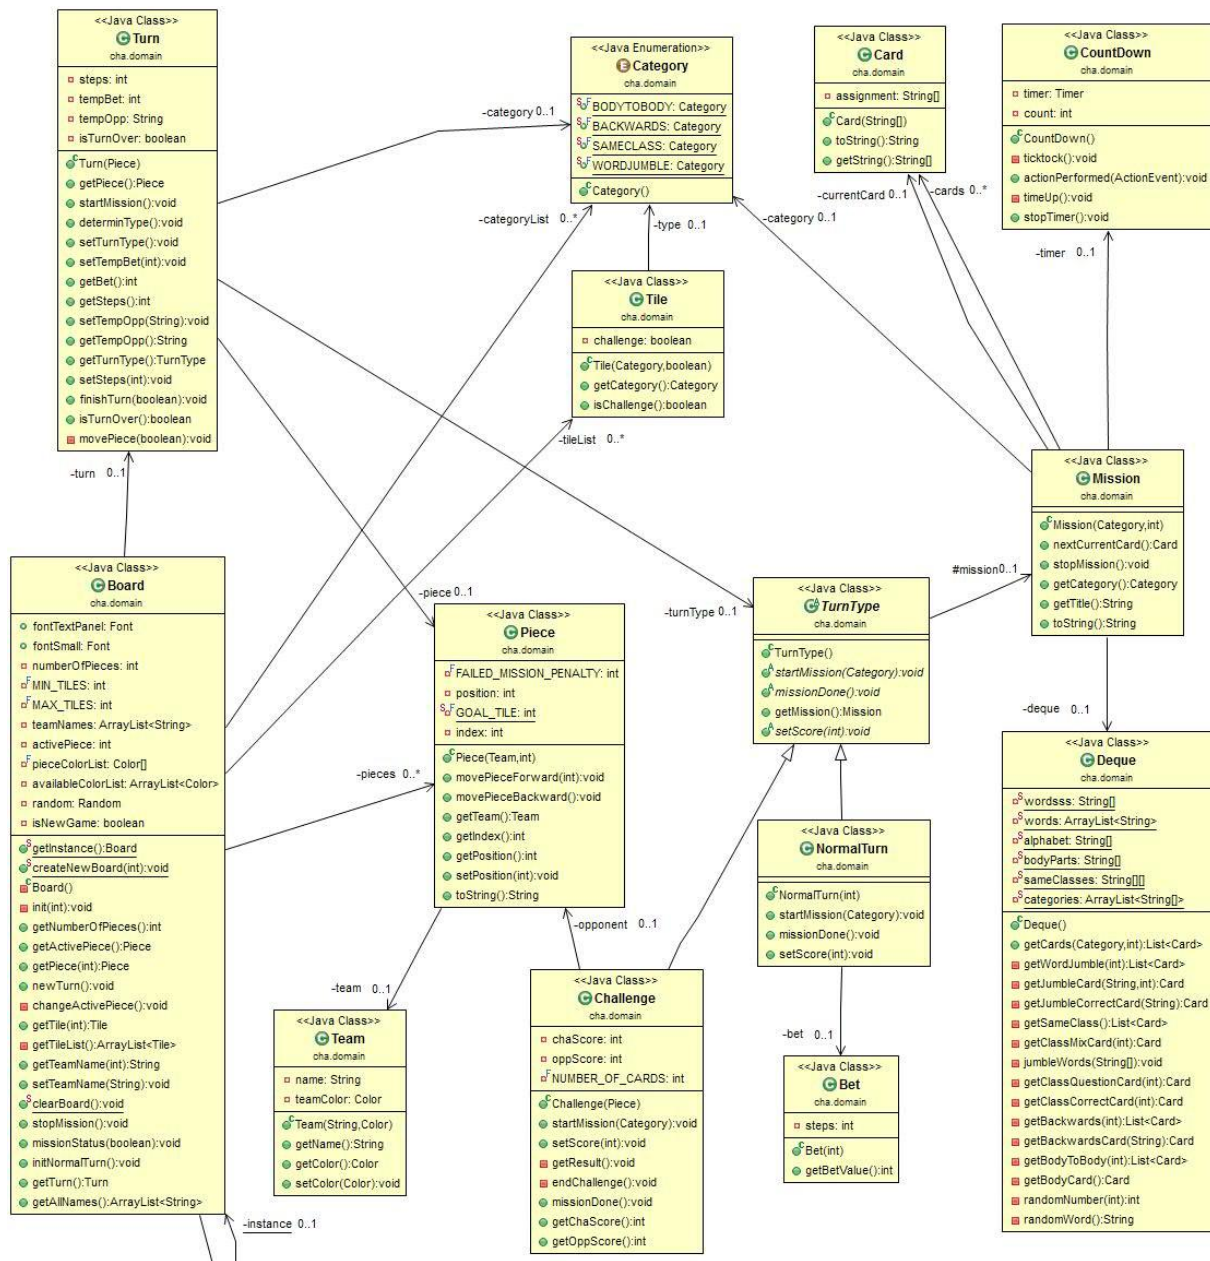 <<Java Class>>
Turn
cha.domain
steps: int
tempBet: int
tempOpp: String
isTurnOver: boolean
Turn(Piece)
getPiece():Piece
startMission():void
determinType():void
setTurnType():void
setTempBet(int):void
getBet():int
getSteps():int
setTempOpp(String):void
getTempOpp():String
getTurnType():TurnType
setSteps(int):void
finishTurn(boolean):void
isTurnOver():boolean
movePiece(boolean):void
<<Java Enumeration>>
Category
cha.domain
BODYTOBODY: Category
BACKWARDS: Category
SAMECLASS: Category
WORDJUMBLE: Category
Category()
<<Java Class>>
Card
cha.domain
assignment: String[]
Card(String[])
toString():String
getString():String[]
<<Java Class>>
CountDown
cha.domain
timer: Timer
count: int
CountDown()
ticktock():void
actionPerformed(ActionEvent):void
timeUp():void
stopTimer():void
-category 0..1
-categoryList 0..*
-type 0..1
-category 0..1
-currentCard 0..1
-cards 0..*
-timer 0..1
<<Java Class>>
Tile
cha.domain
challenge: boolean
Tile(Category,boolean)
getCategory():Category
isChallenge():boolean
-tileList 0..*
-turn 0..1
<<Java Class>>
Mission
cha.domain
Mission(Category,int)
nextCurrentCard():Card
stopMission():void
getCategory():Category
getTitle():String
toString():String
<<Java Class>>
Board
cha.domain
fontTextPanel: Font
fontSmall: Font
numberOfPieces: int
MIN_TILES: int
MAX_TILES: int
teamNames: ArrayList<String>
activePiece: int
pieceColorList: Color[]
availableColorList: ArrayList<Color>
random: Random
isNewGame: boolean
getInstance():Board
createNewBoard(int):void
Board()
init(int):void
getNumberOfPieces():int
getActivePiece():Piece
getPiece(int):Piece
newTurn():void
changeActivePiece():void
getTile(int):Tile
getTileList():ArrayList<Tile>
getTeamName(int):String
setTeamName(String):void
clearBoard():void
stopMission():void
missionStatus(boolean):void
initNormalTurn():void
getTurn():Turn
getAllNames():ArrayList<String>
-instance 0..1
-piece 0..1
-pieces 0..*
<<Java Class>>
Piece
cha.domain
FAILED_MISSION_PENALTY: int
position: int
GOAL_TILE: int
index: int
Piece(Team,int)
movePieceForward(int):void
movePieceBackward():void
getTeam():Team
getIndex():int
getPosition():int
setPosition(int):void
toString():String
-turnType 0..1
#mission 0..1
<<Java Class>>
TurnType
cha.domain
TurnType()
startMission(Category):void
missionDone():void
getMission():Mission
setScore(int):void
-deque 0..1
<<Java Class>>
Deque
cha.domain
wordsss: String[]
words: ArrayList<String>
alphabet: String[]
bodyParts: String[]
sameClasses: String[][]
categories: ArrayList<String[]>
Deque()
getCards(Category,int):List<Card>
getWordJumble(int):List<Card>
getJumbleCard(String,int):Card
getJumbleCorrectCard(String):Card
getSameClass():List<Card>
getClassMixCard(int):Card
jumbleWords(String[]):void
getClassQuestionCard(int):Card
getClassCorrectCard(int):Card
getBackwards(int):List<Card>
getBackwardsCard(String):Card
getBodyToBody(int):List<Card>
getBodyCard():Card
randomNumber(int):int
randomWord():String
<<Java Class>>
NormalTurn
cha.domain
NormalTurn(int)
startMission(Category):void
missionDone():void
setScore(int):void
-opponent 0..1
-team 0..1
<<Java Class>>
Team
cha.domain
name: String
teamColor: Color
Team(String,Color)
getName():String
getColor():Color
setColor(Color):void
<<Java Class>>
Challenge
cha.domain
chaScore: int
oppScore: int
NUMBER_OF_CARDS: int
Challenge(Piece)
startMission(Category):void
setScore(int):void
getResult():void
endChallenge():void
missionDone():void
getChaScore():int
getOppScore():int
-bet 0..1
<<Java Class>>
Bet
cha.domain
steps: int
Bet(int)
getBetValue():int